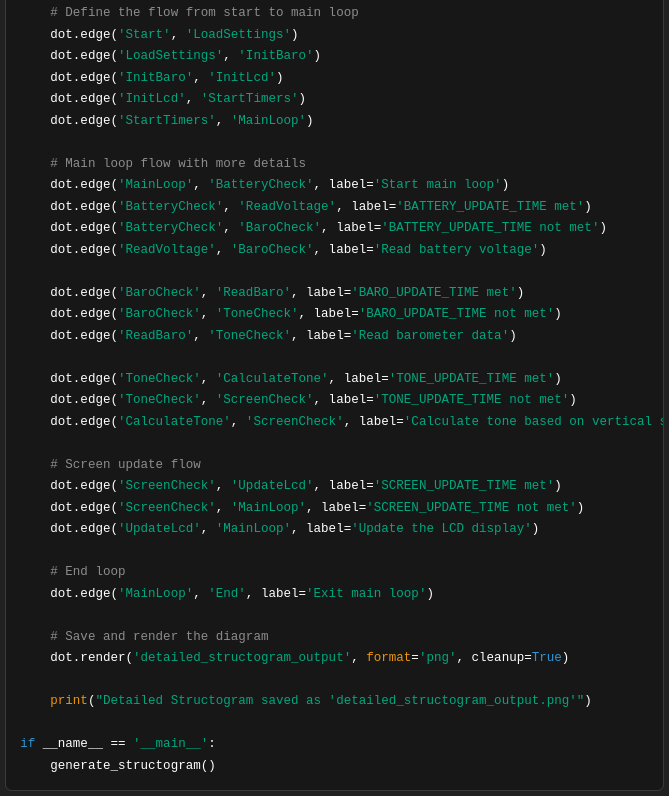 # Define the flow from start to main loop
dot.edge('Start', 'LoadSettings')
dot.edge('LoadSettings', 'InitBaro')
dot.edge('InitBaro', 'InitLcd')
dot.edge('InitLcd', 'StartTimers')
dot.edge('StartTimers', 'MainLoop')
# Main loop flow with more details
dot.edge('MainLoop', 'BatteryCheck', label='Start main loop')
dot.edge('BatteryCheck', 'ReadVoltage', label='BATTERY_UPDATE_TIME met')
dot.edge('BatteryCheck', 'BaroCheck', label='BATTERY_UPDATE_TIME not met')
dot.edge('ReadVoltage', 'BaroCheck', label='Read battery voltage')
dot.edge('BaroCheck', 'ReadBaro', label='BARO_UPDATE_TIME met')
dot.edge('BaroCheck', 'ToneCheck', label='BARO_UPDATE_TIME not met')
dot.edge('ReadBaro', 'ToneCheck', label='Read barometer data')
dot.edge('ToneCheck', 'CalculateTone', label='TONE_UPDATE_TIME met')
dot.edge('ToneCheck', 'ScreenCheck', label='TONE_UPDATE_TIME not met')
dot.edge('CalculateTone', 'ScreenCheck', label='Calculate tone based on vertical
# Screen update flow
dot.edge('ScreenCheck', 'UpdateLcd', label='SCREEN_UPDATE_TIME met')
dot.edge('ScreenCheck', 'MainLoop', label='SCREEN_UPDATE_TIME not met')
dot.edge('UpdateLcd', 'MainLoop', label='Update the LCD display')
# End loop
dot.edge('MainLoop', 'End', label='Exit main loop')
# Save and render the diagram
dot.render('detailed_structogram_output', format='png', cleanup=True)
print("Detailed Structogram saved as 'detailed_structogram_output.png'")
if __name__ == '__main__':
generate_structogram()